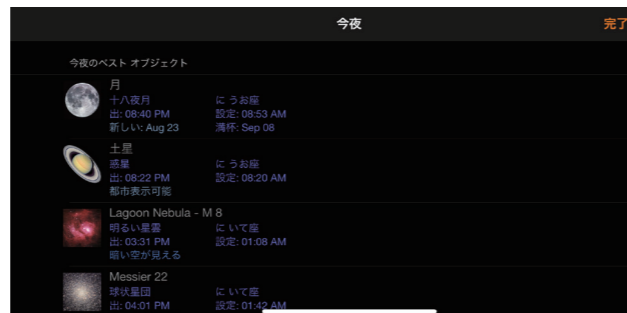 今夜
完了
今夜のベスト オブジェクト
月
十八夜月 に うお座
出: 08:40 PM 設定: 08:53 AM
新しい: Aug 23 満杯: Sep 08
土星
惑星 に うお座
出: 08:22 PM 設定: 08:20 AM
都市表示可能
Lagoon Nebula - M 8
明るい星雲 に いて座
出: 03:31 PM 設定: 01:08 AM
暗い空が見える
Messier 22
球状星団 に いて座
出: 04:01 PM 設定: 01:42 AM